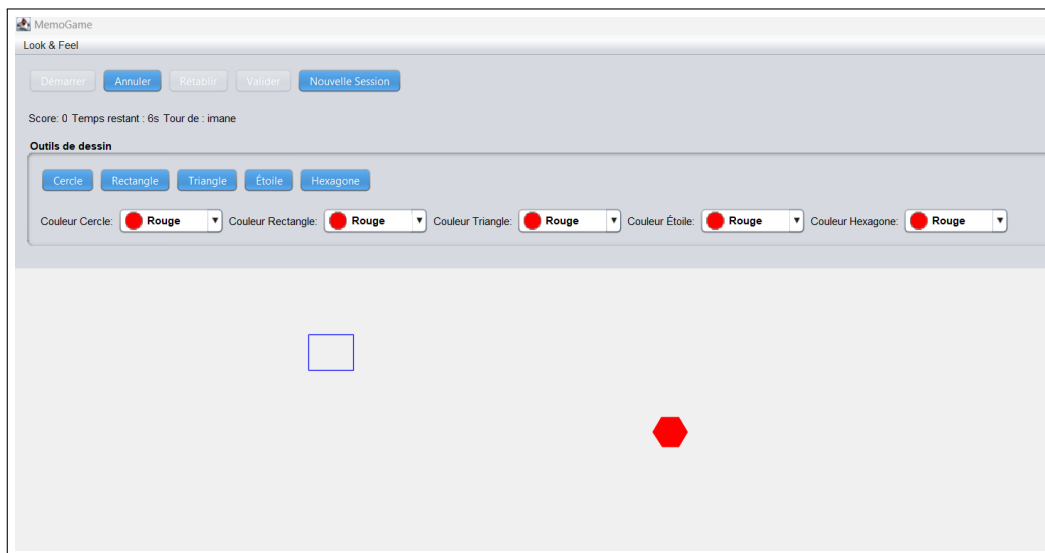 MemoGame
Look & Feel
Démarrer Annuler Rétablir Valider Nouvelle Session
Score: 0 Temps restant : 6s Tour de : imane
Outils de dessin
Cercle Rectangle Triangle Étoile Hexagone
Couleur Cercle: Rouge Couleur Rectangle: Rouge Couleur Triangle: Rouge Couleur Étoile: Rouge Couleur Hexagone: Rouge